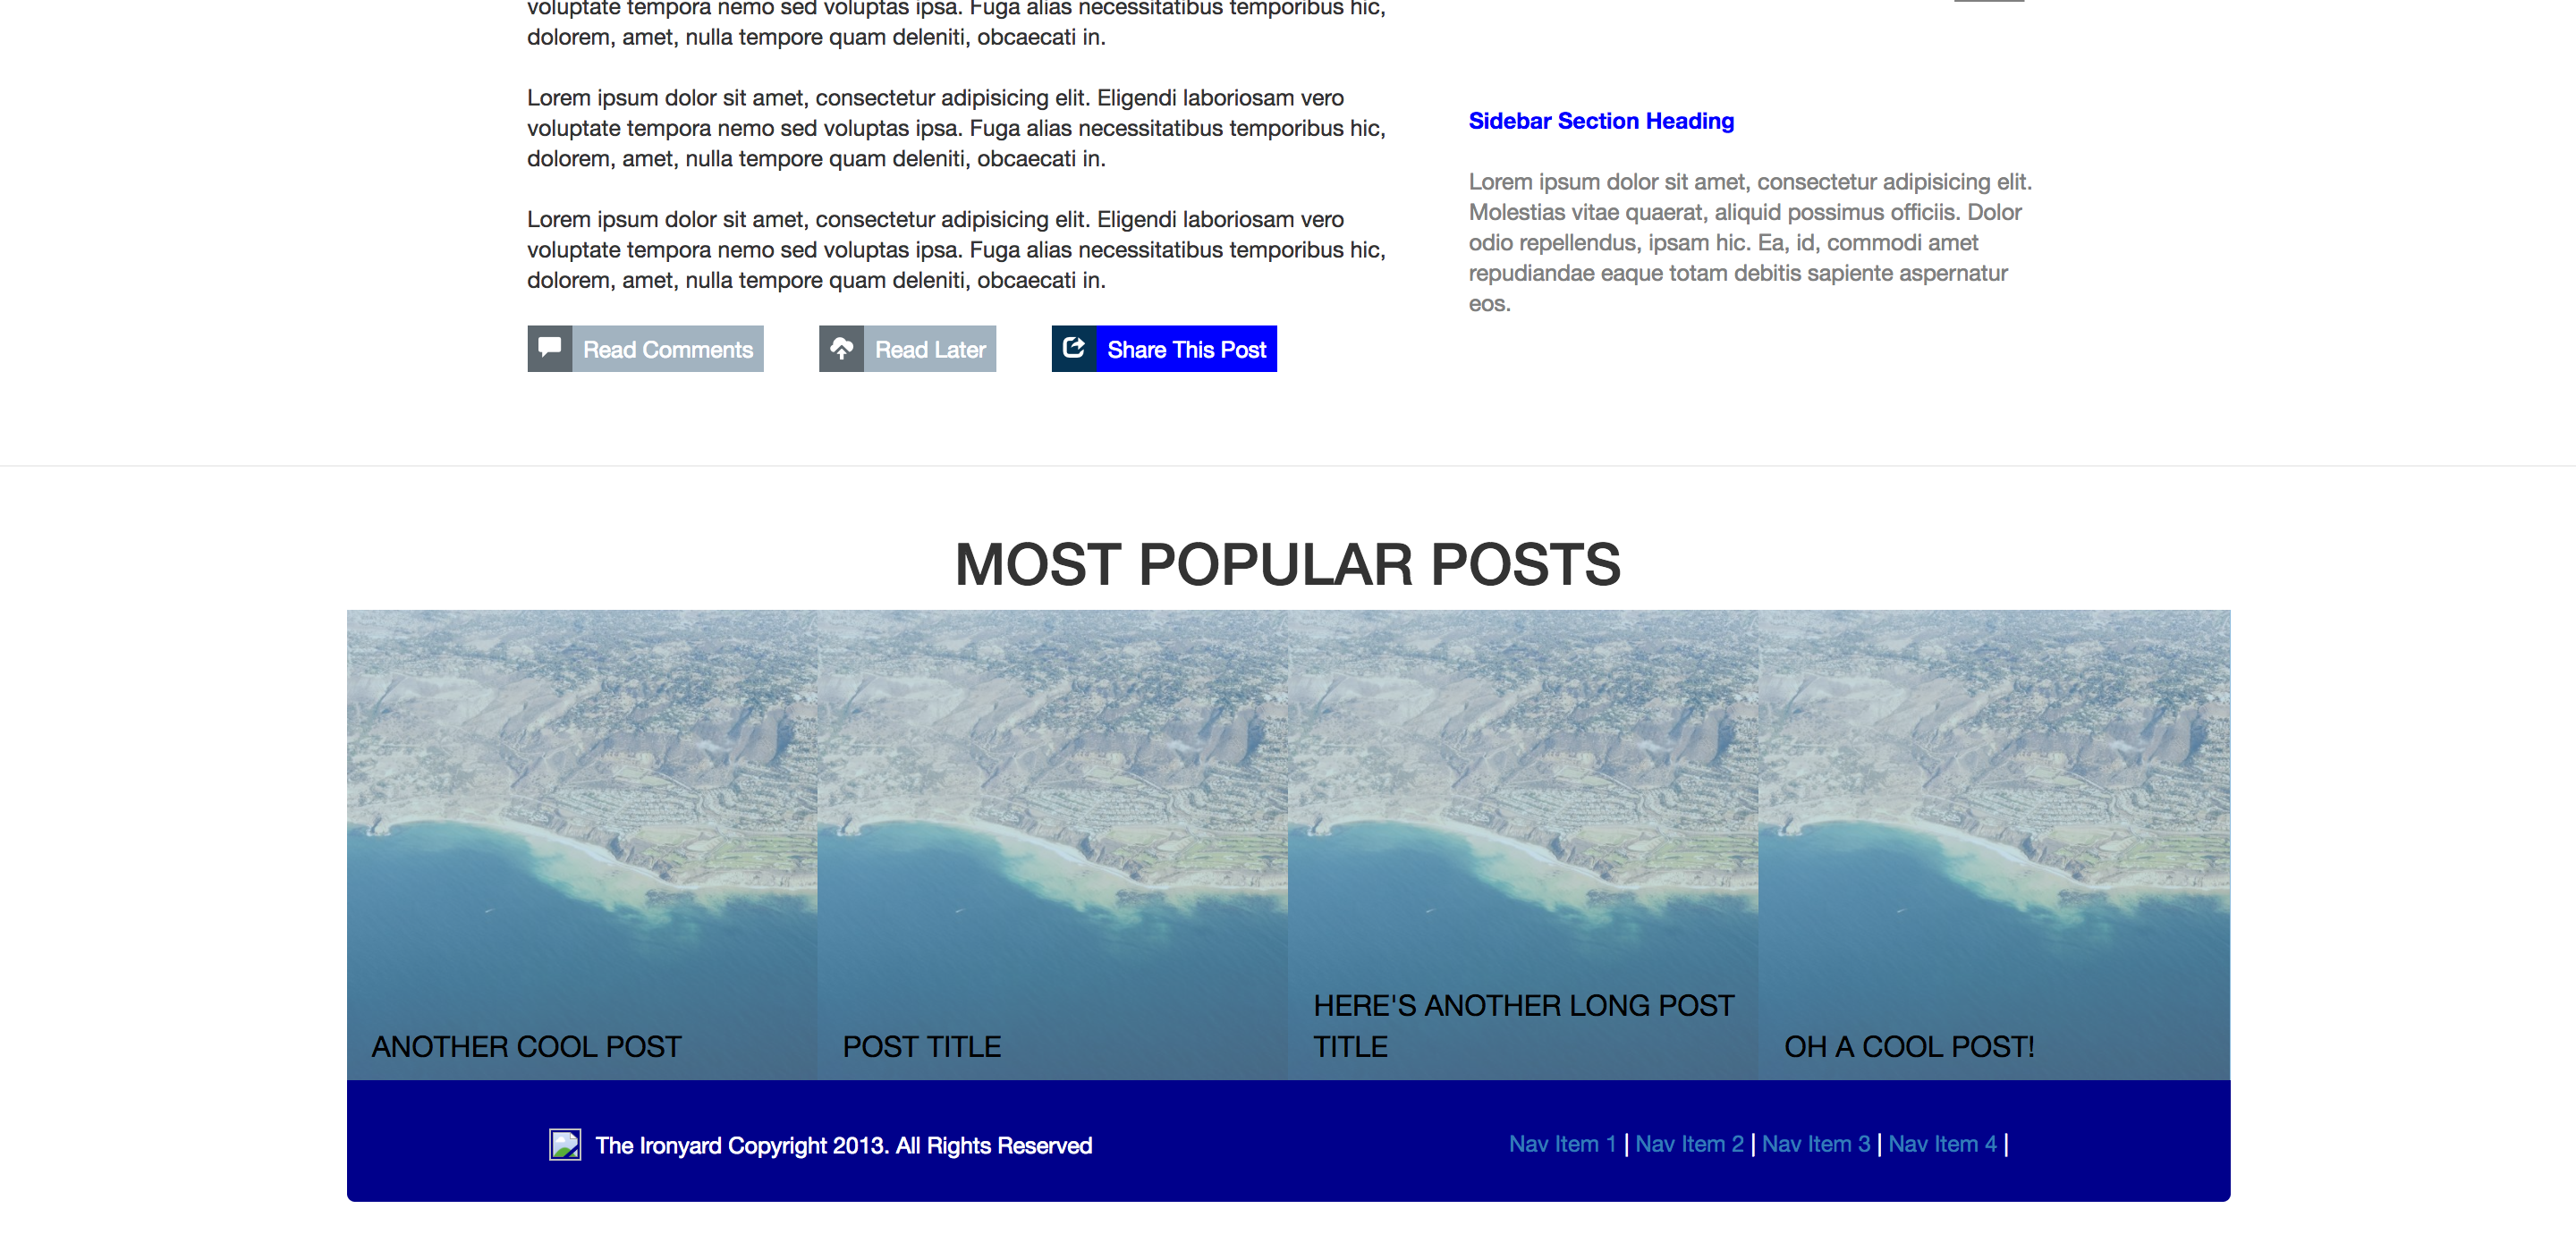 voluptate tempora nemo sed voluptas ipsa. Fuga alias necessitatibus temporibus hic,
dolorem, amet, nulla tempore quam deleniti, obcaecati in.
Lorem ipsum dolor sit amet, consectetur adipisicing elit. Eligendi laboriosam vero
voluptate tempora nemo sed voluptas ipsa. Fuga alias necessitatibus temporibus hic,
dolorem, amet, nulla tempore quam deleniti, obcaecati in.
Lorem ipsum dolor sit amet, consectetur adipisicing elit. Eligendi laboriosam vero
voluptate tempora nemo sed voluptas ipsa. Fuga alias necessitatibus temporibus hic,
dolorem, amet, nulla tempore quam deleniti, obcaecati in.
Read Comments
Read Later
Share This Post
Sidebar Section Heading
Lorem ipsum dolor sit amet, consectetur adipisicing elit.
Molestias vitae quaerat, aliquid possimus officiis. Dolor
odio repellendus, ipsam hic. Ea, id, commodi amet
repudiandae eaque totam debitis sapiente aspernatur
eos.
MOST POPULAR POSTS
ANOTHER COOL POST
POST TITLE
HERE'S ANOTHER LONG POST
TITLE
OH A COOL POST!
The Ironyard Copyright 2013. All Rights Reserved
Nav Item 1 | Nav Item 2 | Nav Item 3 | Nav Item 4 |